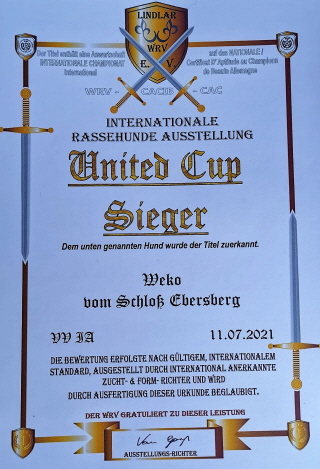 LINDLAR
WRV
E. V.
Der Titel enthält eine Anwartschaft
INTERNATIONALE CHAMPIONAT
International
auf den NATIONALE /
Certificat D' Aptitude au Champion
de Beaute Allemagne
WRV - CACIB - CAC
INTERNATIONALE
RASSEHUNDE AUSSTELLUNG
United Cup
Sieger
Dem unten genannten Hund wurde der Titel zuerkannt.
Weko
vom Schloß Ebersberg
VV IA
11.07.2021
DIE BEWERTUNG ERFOLGTE NACH GÜLTIGEM, INTERNATIONALEM
STANDARD, AUSGESTELLT DURCH INTERNATIONAL ANERKANNTE
ZUCHT- & FORM- RICHTER UND WIRD
DURCH AUSFERTIGUNG DIESER URKUNDE BEGLAUBIGT.
DER WRV GRATULIERT ZU DIESER LEISTUNG
AUSSTELLUNGS-RICHTER